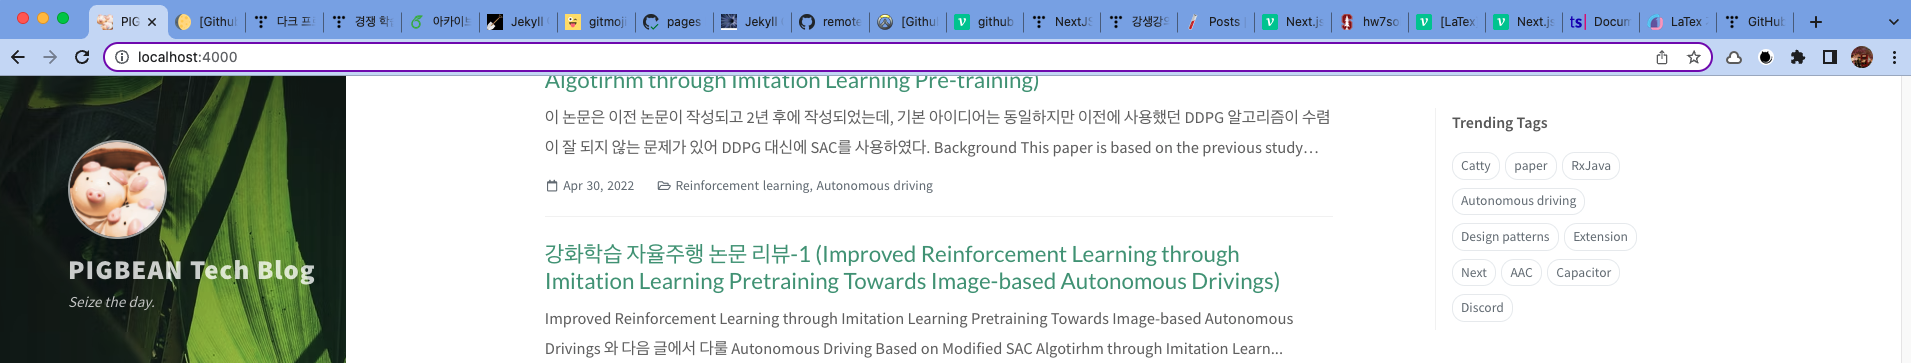 PIG
[Githul
다크 프
경쟁 학
아카이브
Jekyll
gitmoji
pages
Jekyll
remote
[Githul
github
NextJS
강생강의
Posts
Next.js
hw7so
[LaTex
Next.js
ts| Docum
LaTex
GitHub
localhost:4000
PIGBEAN Tech Blog
Seize the day.
Algotirhm through Imitation Learning Pre-training)
이 논문은 이전 논문이 작성되고 2년 후에 작성되었는데, 기본 아이디어는 동일하지만 이전에 사용했던 DDPG 알고리즘이 수렴
이 잘 되지 않는 문제가 있어 DDPG 대신에 SAC를 사용하였다. Background This paper is based on the previous study…
Apr 30, 2022 Reinforcement learning, Autonomous driving
강화학습 자율주행 논문 리뷰-1 (Improved Reinforcement Learning through
Imitation Learning Pretraining Towards Image-based Autonomous Drivings)
Improved Reinforcement Learning through Imitation Learning Pretraining Towards Image-based Autonomous
Drivings 와 다음 글에서 다룰 Autonomous Driving Based on Modified SAC Algotirhm through Imitation Learn...
Trending Tags
Catty paper RxJava
Autonomous driving
Design patterns Extension
Next AAC Capacitor
Discord